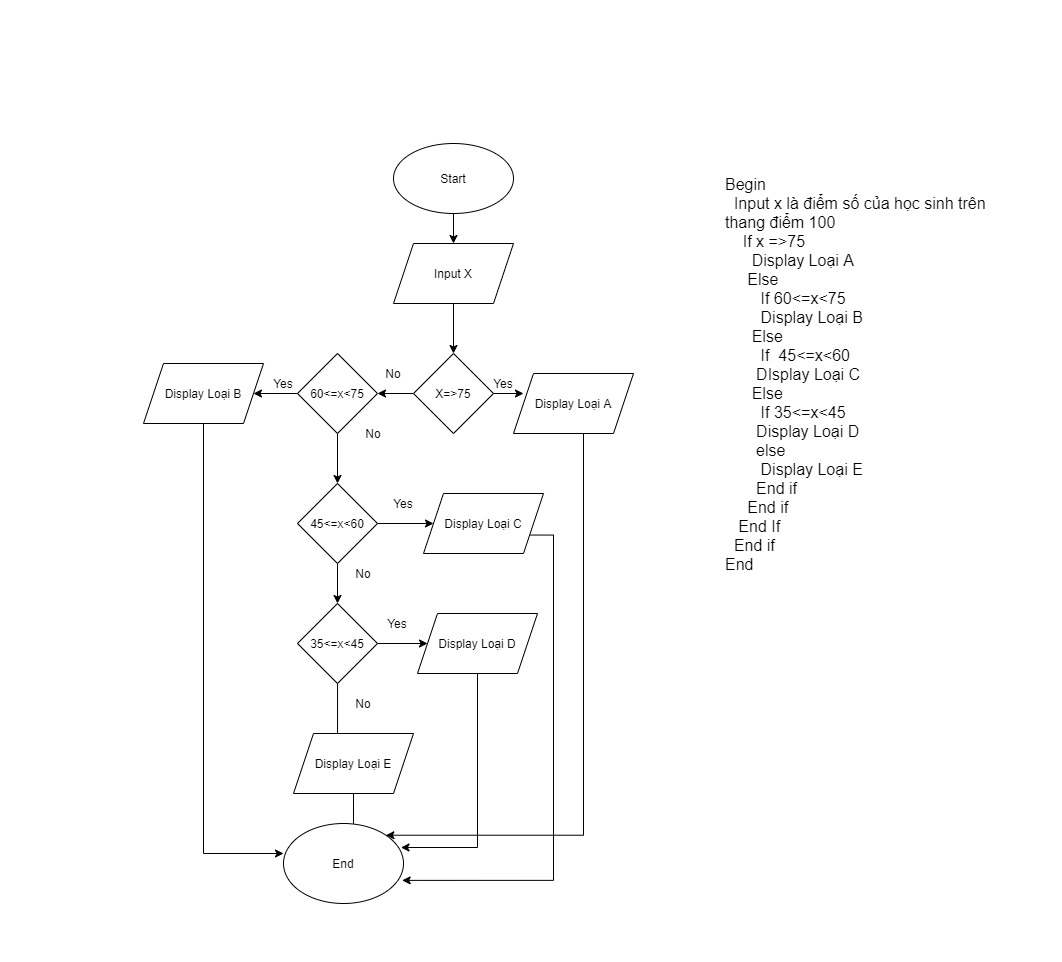 Start
Input X
X=>75
Yes
Display Loại A
No
60<=x<75
Yes
Display Loại B
No
45<=x<60
Yes
Display Loại C
No
35<=x<45
Yes
Display Loại D
No
Display Loại E
End
Begin
Input x là điểm số của học sinh trên
thang điểm 100
If x =>75
Display Loại A
Else
If 60<=x<75
Display Loại B
Else
If 45<=x<60
DIsplay Loại C
Else
If 35<=x<45
Display Loại D
else
Display Loại E
End if
End if
End If
End if
End